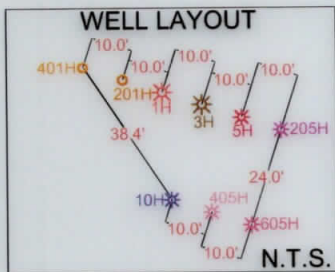 WELL LAYOUT
10.0'
10.0'
401H
10.0'
10.0'
10.0'
201H
1H
3H
5H
205H
38.4'
24.0'
10H
405H
605H
10.0'
10.0'
N.T.S.